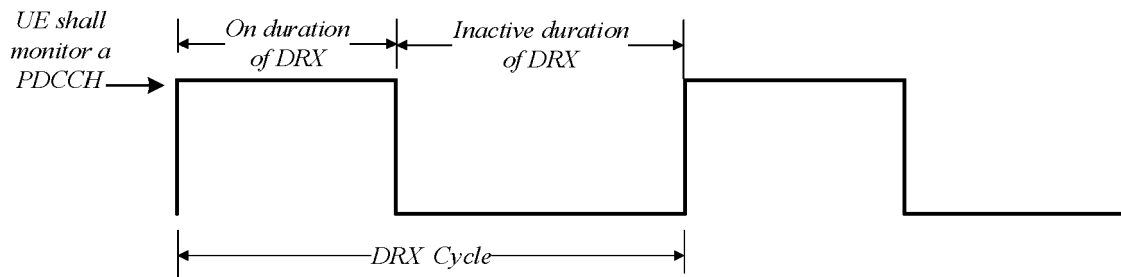 UE shall
monitor a
PDCCH
On duration
of DRX
Inactive duration
of DRX
DRX Cycle